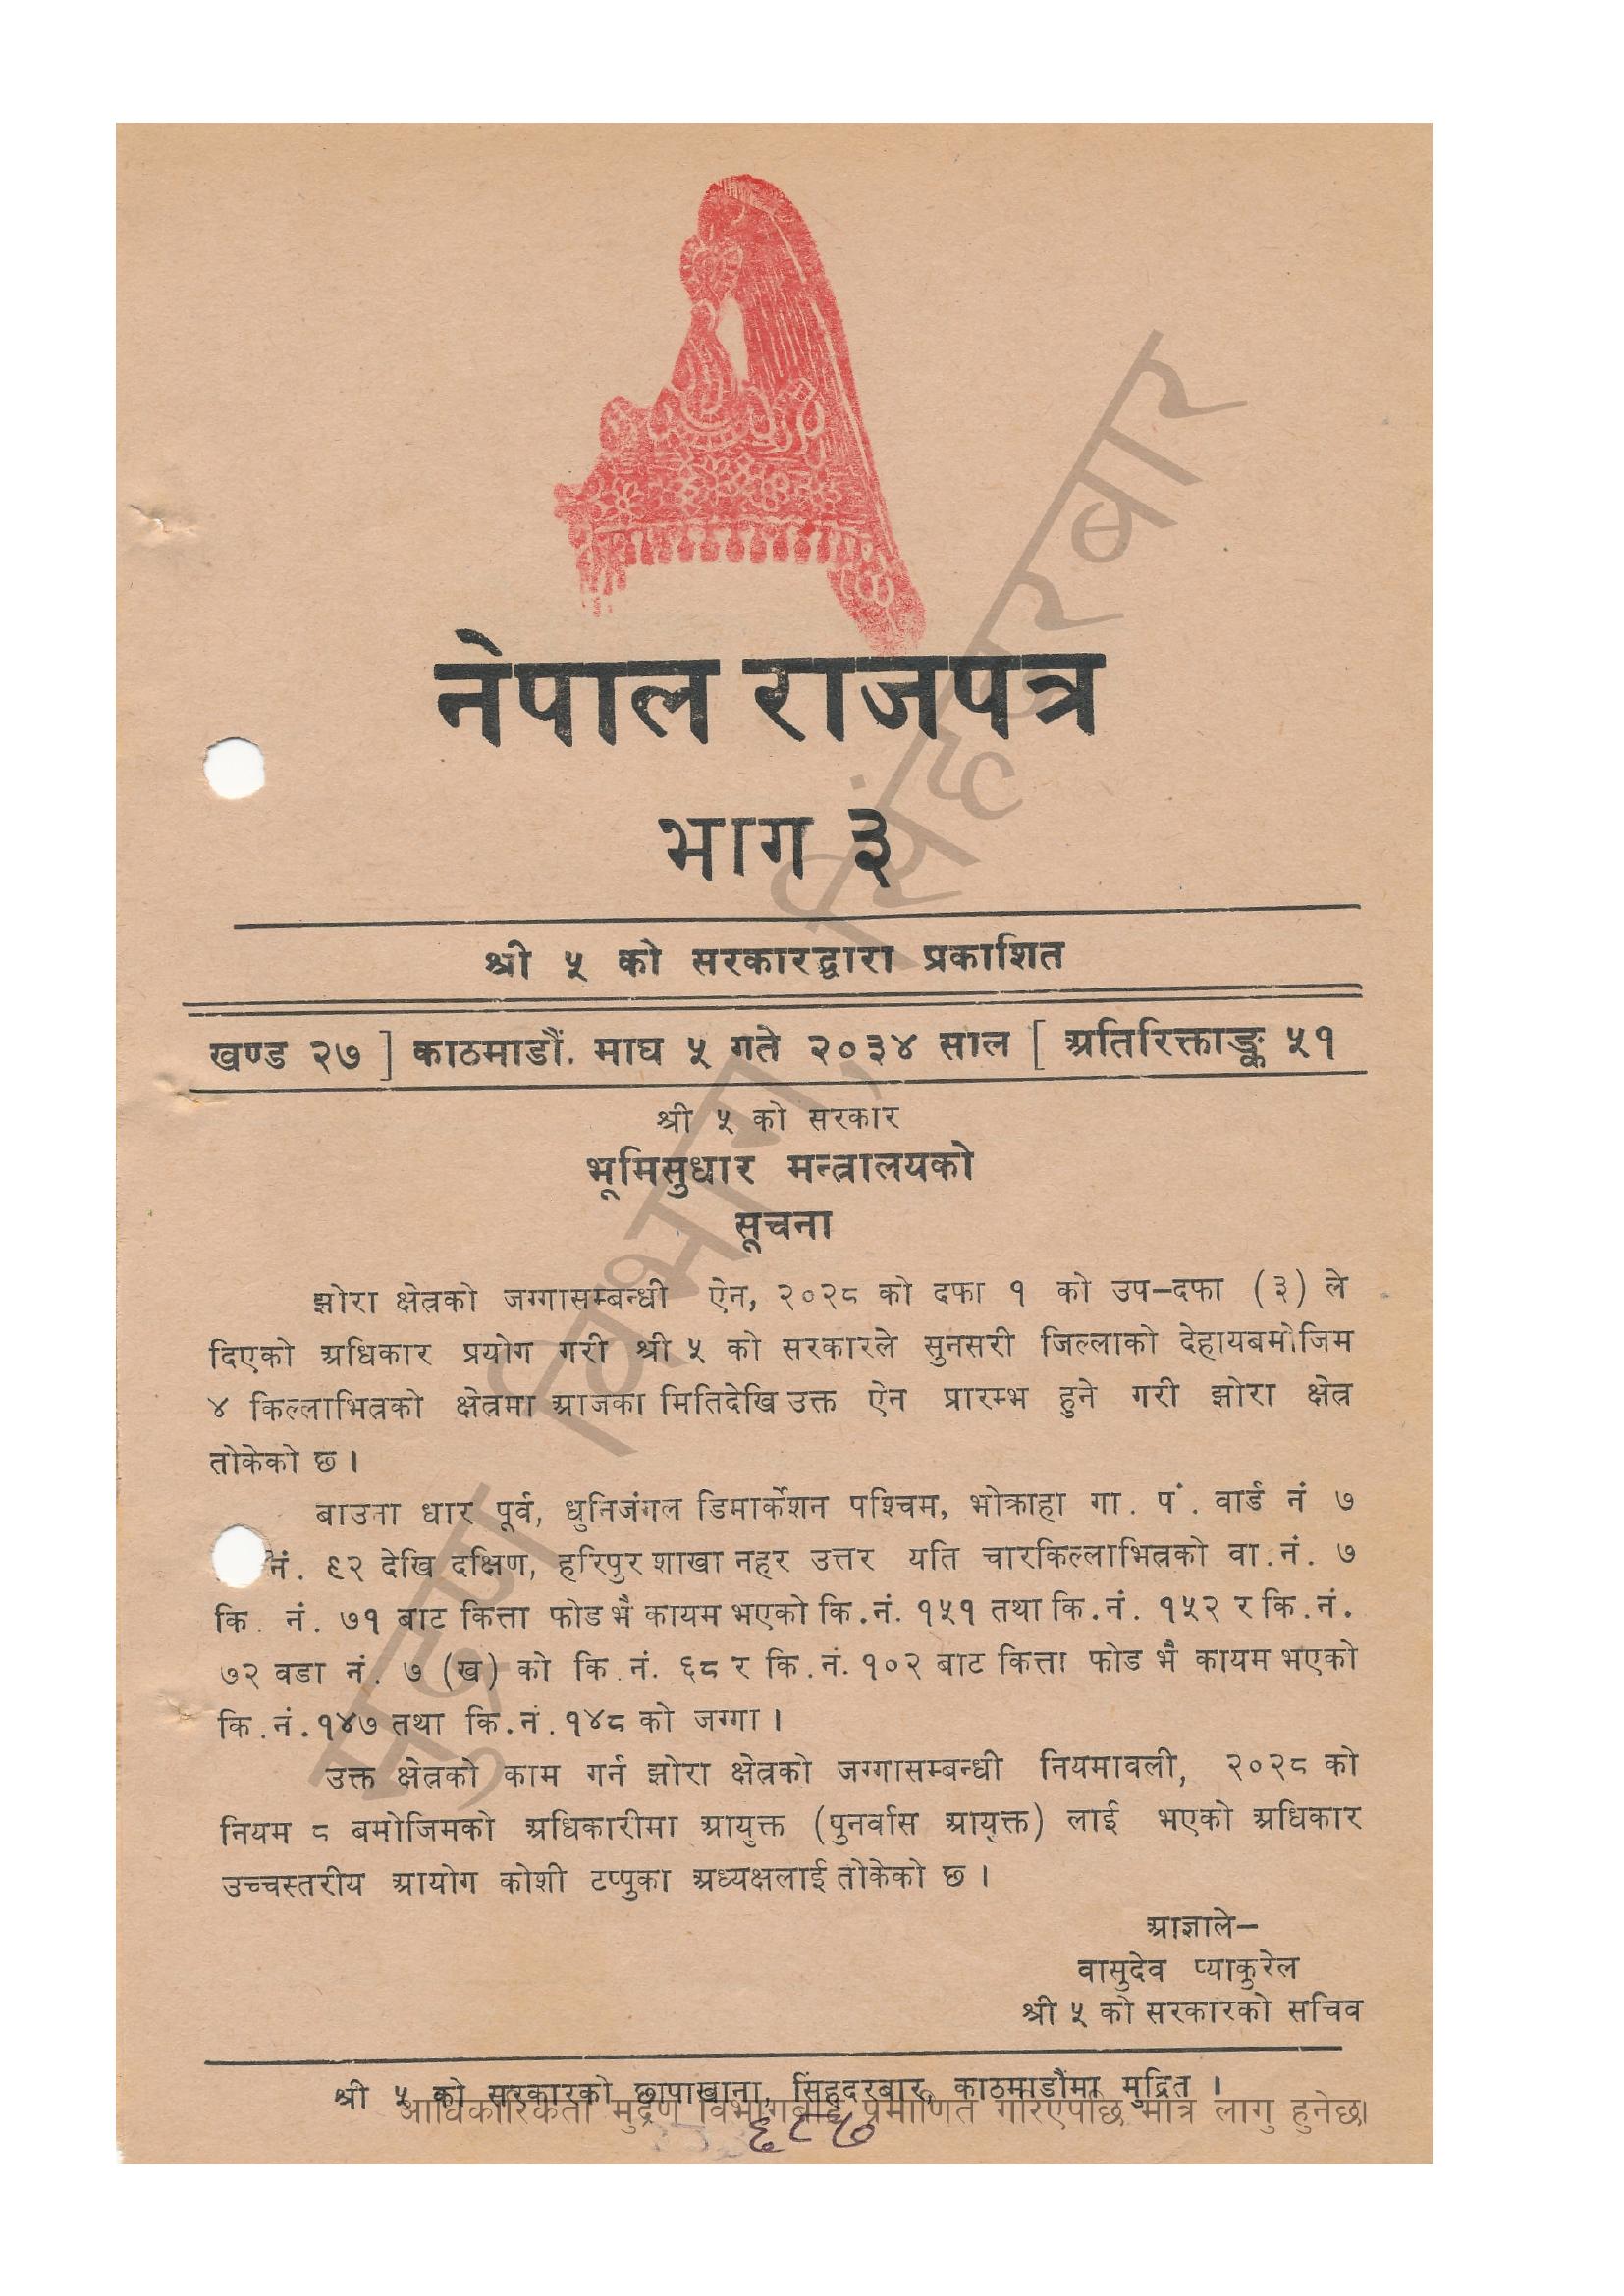 नेपाल राजपत्र
भाग ३
श्री ५ को सरकारद्वारा प्रकाशित
खण्ड २७ ] काठमाडौं. माघ ५ गते २०३४ साल [ अतिरिक्ताङ्क ५१
श्री ५ को सरकार
भूमिसुधार मन्त्रालयको
सूचना
झोरा क्षेत्रको जग्गासम्बन्धी ऐन, २०२८ को दफा १ को उप-दफा (३) ले
दिएको अधिकार प्रयोग गरी श्री ५ को सरकारले सुनसरी जिल्लाको देहायबमोजिम
४ किल्लाभित्रको क्षेत्रमा आजका मितिदेखि उक्त ऐन प्रारम्भ हुने गरी झोरा क्षेत्र
तोकेको छ ।
बाउना धार पूर्व, धुनिजंगल डिमार्केशन पश्चिम, भोक्राहा गा. पं. वार्ड नं ७
नं. ९२ देखि दक्षिण, हरिपुर शाखा नहर उत्तर यति चारकिल्लाभित्रको वा.नं. ७
कि. नं. ७१ बाट कित्ता फोड भै कायम भएको कि.नं. १५१ तथा कि.नं. १५२ र कि.नं.
७२ वडा नं. ७ (ख) को कि.नं. ६८ र कि.नं. १०२ बाट कित्ता फोड भै कायम भएको
कि.नं.१४७ तथा कि.नं.१४८ को जग्गा ।
उक्त क्षेत्रको काम गर्न झोरा क्षेत्रको जग्गासम्बन्धी नियमावली, २०२८ को
नियम ८ बमोजिमको अधिकारीमा आयुक्त (पुनर्वास आयुक्त) लाई भएको अधिकार
उच्चस्तरीय आयोग कोशी टप्पुका अध्यक्षलाई तोकेको छ ।
आज्ञाले-
वासुदेव प्याकुरेल
श्री ५ को सरकारको सचिव
श्री ५ को सरकारको छापाखाना, सिंहदरबार, काठमाडौंमा मुद्रित ।
आधिकारिकता मुद्रण विभागबाट प्रमाणित गरिएपछि मात्र लागु हुनेछ।
६८५
मुद्रण विभाग, सिंहदरबार